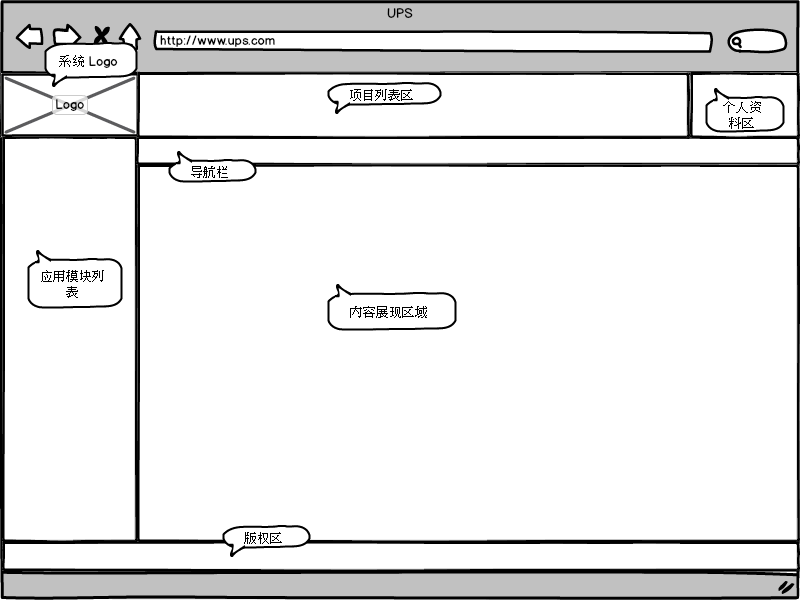 UPS
http://www.ups.com
系统 Logo
Logo
项目列表区
个人资
料区
导航栏
应用模块列
表
内容展现区域
版权区